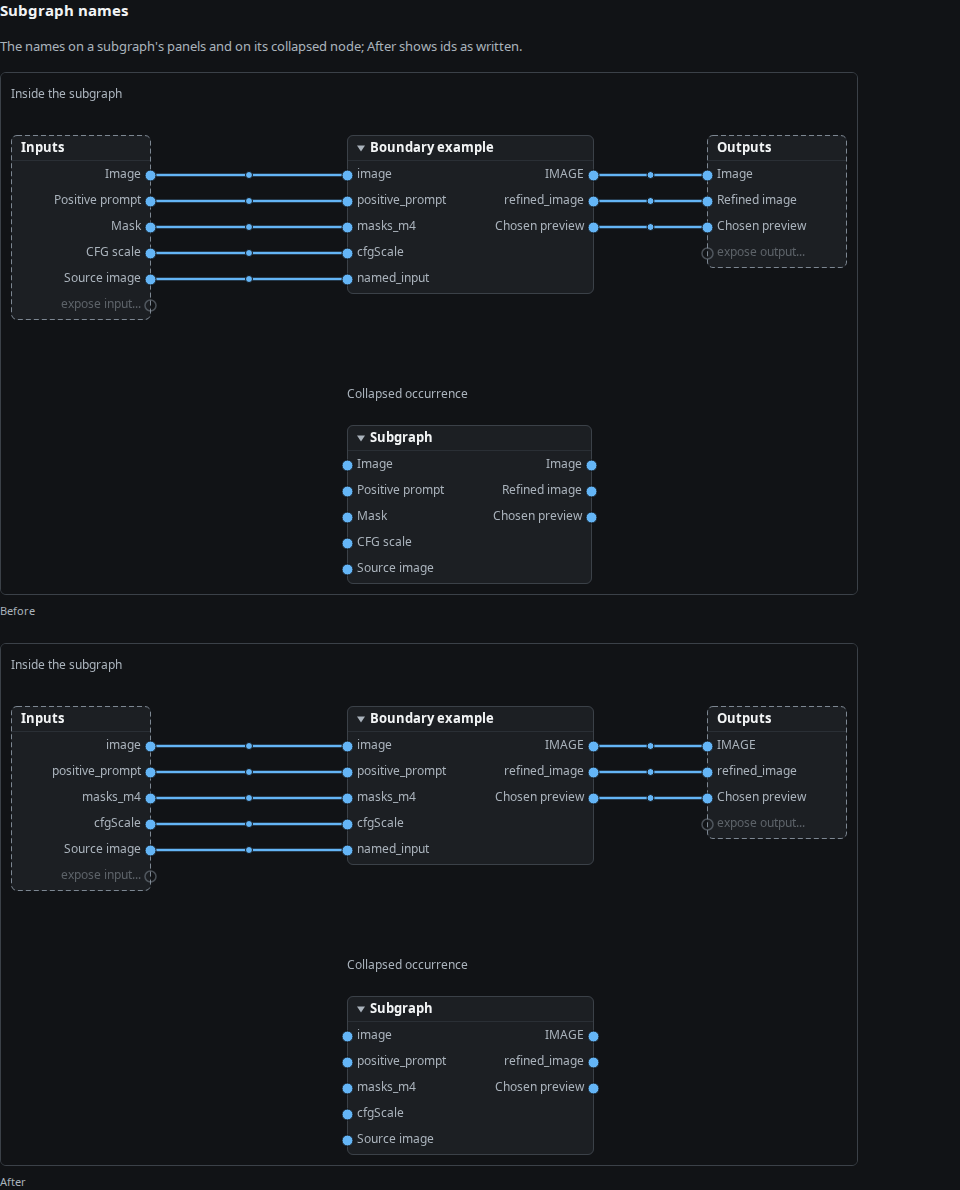 Subgraph names
The names on a subgraph's panels and on its collapsed node; After shows ids as written.
Inside the subgraph
Inputs
Image
Positive prompt
Mask
CFG scale
Source image
expose input...
Boundary example
image IMAGE
positive_prompt refined_image
masks_m4 Chosen preview
cfgScale
named_input
Outputs
Image
Refined image
Chosen preview
expose output...
Collapsed occurrence
Subgraph
Image Image
Positive prompt Refined image
Mask Chosen preview
CFG scale
Source image
Before
Inside the subgraph
Inputs
image
positive_prompt
masks_m4
cfgScale
Source image
expose input...
Boundary example
image IMAGE
positive_prompt refined_image
masks_m4 Chosen preview
cfgScale
named_input
Outputs
IMAGE
refined_image
Chosen preview
expose output...
Collapsed occurrence
Subgraph
image IMAGE
positive_prompt refined_image
masks_m4 Chosen preview
cfgScale
Source image
After